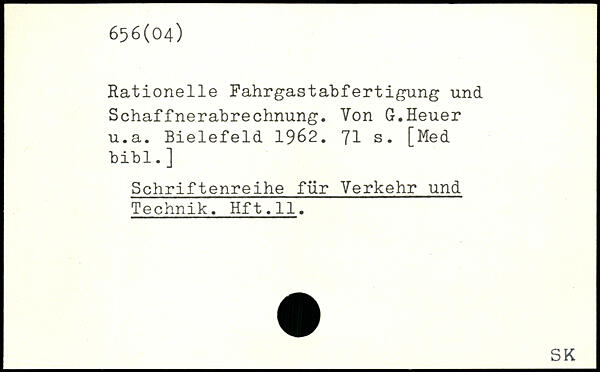 656(04)
Rationelle Fahrgastabfertigung und
Schaffnerabrechnung. Von G.Heuer
u.a. Bielefeld 1962. 71 s. [Med
bibl.]
Schriftenreihe für Verkehr und
Technik. Hft.11.
SK